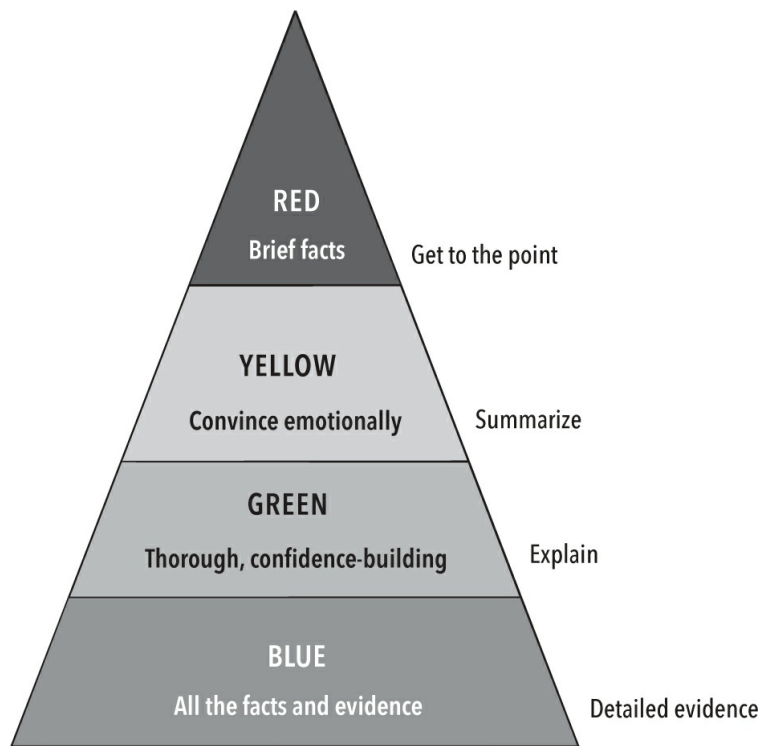 RED
Brief facts
Get to the point
YELLOW
Convince emotionally
Summarize
GREEN
Thorough, confidence-building
Explain
BLUE
All the facts and evidence
Detailed evidence